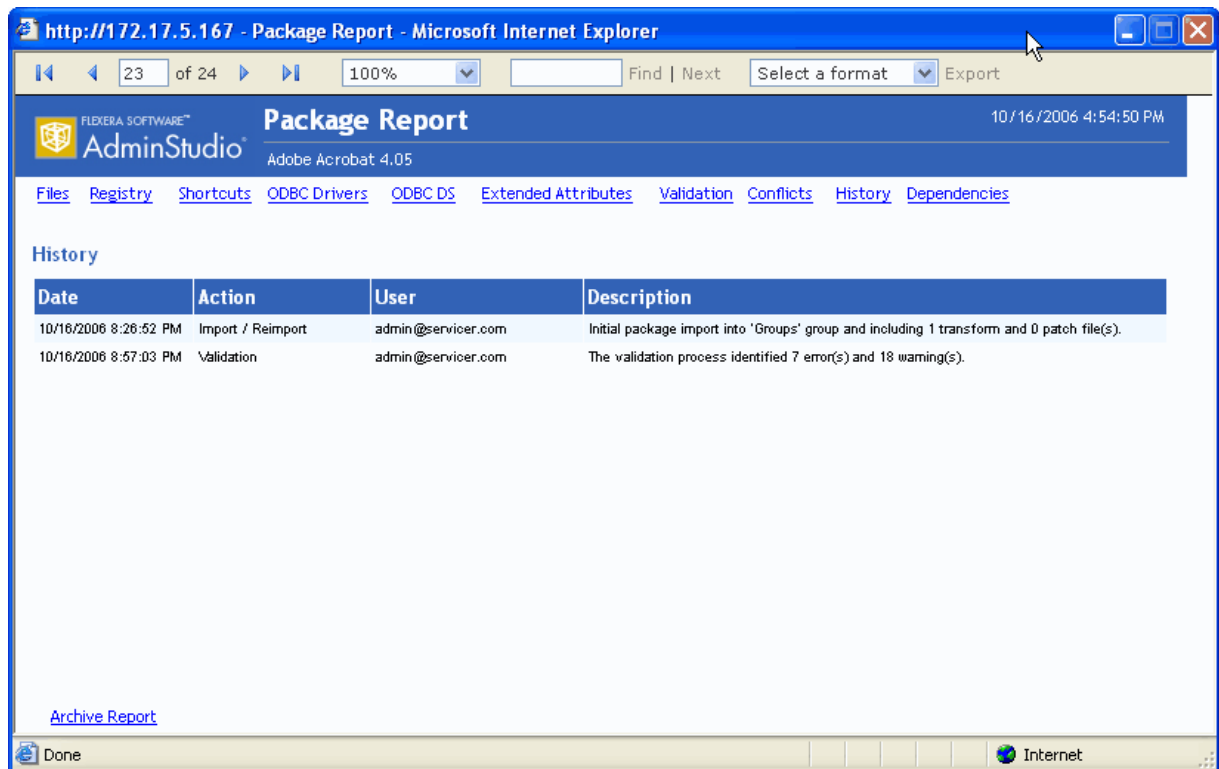 http://172.17.5.167 - Package Report - Microsoft Internet Explorer
23 of 24 100% Find | Next Select a format Export
FLEXERA SOFTWARE™
AdminStudio®
Package Report
10/16/2006 4:54:50 PM
Adobe Acrobat 4.05
Files Registry Shortcuts ODBC Drivers ODBC DS Extended Attributes Validation Conflicts History Dependencies
History
Date Action User Description
10/16/2006 8:26:52 PM Import / Reimport admin@servicer.com Initial package import into 'Groups' group and including 1 transform and 0 patch file(s).
10/16/2006 8:57:03 PM Validation admin@servicer.com The validation process identified 7 error(s) and 18 warning(s).
Archive Report
Done Internet